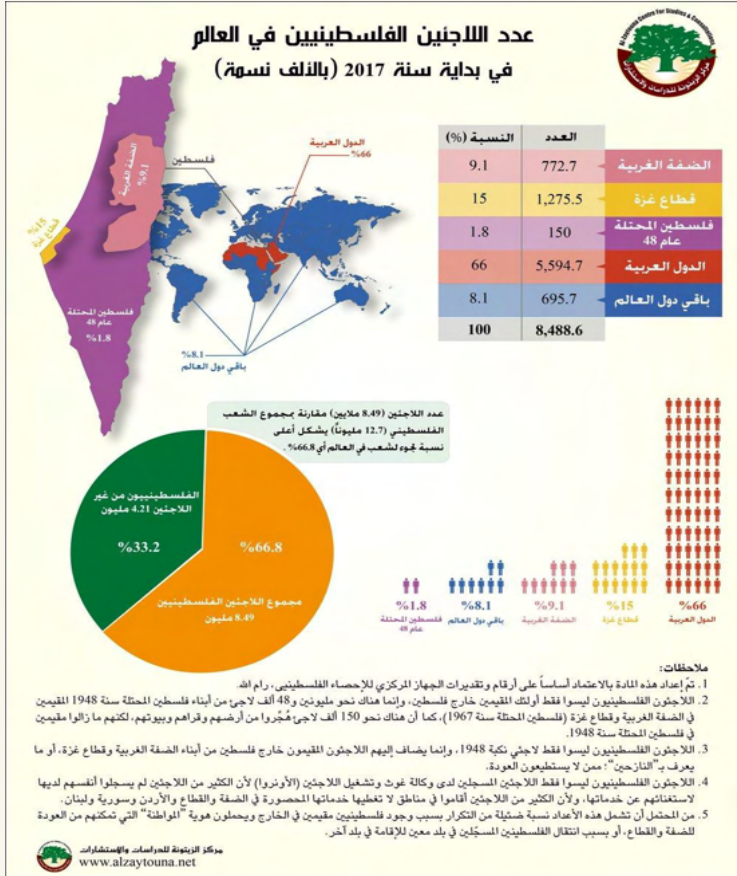 عدد اللاجئين الفلسطينيين في العالم
في بداية سنة 2017 (بالألف نسمة)
Al-Zaytouna Centre For Studies & Consultations
مركز الزيتونة للدراسات والاستشارات
الدول العربية
%66
فلسطين
الضفة الغربية
%9.1
%15
قطاع غزة
فلسطين المحتلة
عام 48
%1.8
%8.1
باقي دول العالم
العدد
النسبة (%)
الضفة الغربية 772.7 9.1
قطاع غزة 1,275.5 15
فلسطين المحتلة عام 48 150 1.8
الدول العربية 5,594.7 66
باقي دول العالم 695.7 8.1
8,488.6 100
عدد اللاجئين (8.49 ملايين) مقارنة بمجموع الشعب
الفلسطيني (12.7 مليوناً) يشكل أعلى
نسبة لجوء لشعب في العالم أي 66.8%.
الفلسطينييون من غير
اللاجئين 4.21 مليون
%33.2
%66.8
مجموع اللاجئين الفلسطينيين
8.49 مليون
%66
الدول العربية
%15
قطاع غزة
%9.1
الضفة الغربية
%8.1
باقي دول العالم
%1.8
فلسطين المحتلة
عام 48
ملاحظات:
1. تمّ إعداد هذه المادة بالاعتماد أساساً على أرقام وتقديرات الجهاز المركزي للإحصاء الفلسطيني، رام الله.
2. اللاجئون الفلسطينيون ليسوا فقط أولئك المقيمين خارج فلسطين، وإنما هناك نحو مليونين و48 ألف لاجئ من أبناء فلسطين المحتلة سنة 1948 المقيمين
في الضفة الغربية وقطاع غزة (فلسطين المحتلة سنة 1967)، كما أن هناك نحو 150 ألف لاجئ هُجِّروا من أرضهم وقراهم وبيوتهم، لكنهم ما زالوا مقيمين
في فلسطين المحتلة سنة 1948.
3. اللاجئون الفلسطينيون ليسوا فقط لاجئي نكبة 1948، وإنما يضاف إليهم اللاجئون المقيمون خارج فلسطين من أبناء الضفة الغربية وقطاع غزة، أو ما
يعرف بـ"النازحين"؛ ممن لا يستطيعون العودة.
4. اللاجئون الفلسطينيون ليسوا فقط اللاجئين المسجلين لدى وكالة غوث وتشغيل اللاجئين (الأونروا) لأن الكثير من اللاجئين لم يسجلوا أنفسهم لديها
لاستغنائهم عن خدماتها، ولأن الكثير من اللاجئين أقاموا في مناطق لا تغطيها خدماتها المحصورة في الضفة والقطاع والأردن وسورية ولبنان.
5. من المحتمل أن تشمل هذه الأعداد نسبة ضئيلة من التكرار بسبب وجود فلسطينيين مقيمين في الخارج ويحملون هوية "المواطنة" التي تمكنهم من العودة
للضفة والقطاع، أو بسبب انتقال الفلسطينين المسجّلين في بلد معين للإقامة في بلد آخر.
مركز الزيتونة للدراسات والاستشارات
www.alzaytouna.net